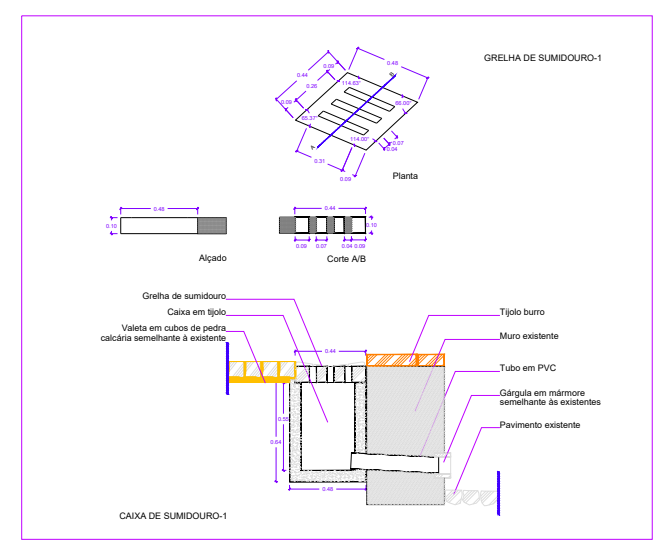 GRELHA DE SUMIDOURO-1
0.48
0.44
0.09
0.26
0.09
114.63°
66.00°
65.37°
114.00°
0.07
0.04
0.31
0.09
A
B
Planta
0.48
0.10
Alçado
0.44
0.10
0.09
0.07
0.04
0.09
Corte A/B
Grelha de sumidouro
Caixa em tijolo
Valeta em cubos de pedra
calcária semelhante à existente
Tijolo burro
Muro existente
Tubo em PVC
Gárgula em mármore
semelhante às existentes
Pavimento existente
0.44
0.64
0.48
CAIXA DE SUMIDOURO-1